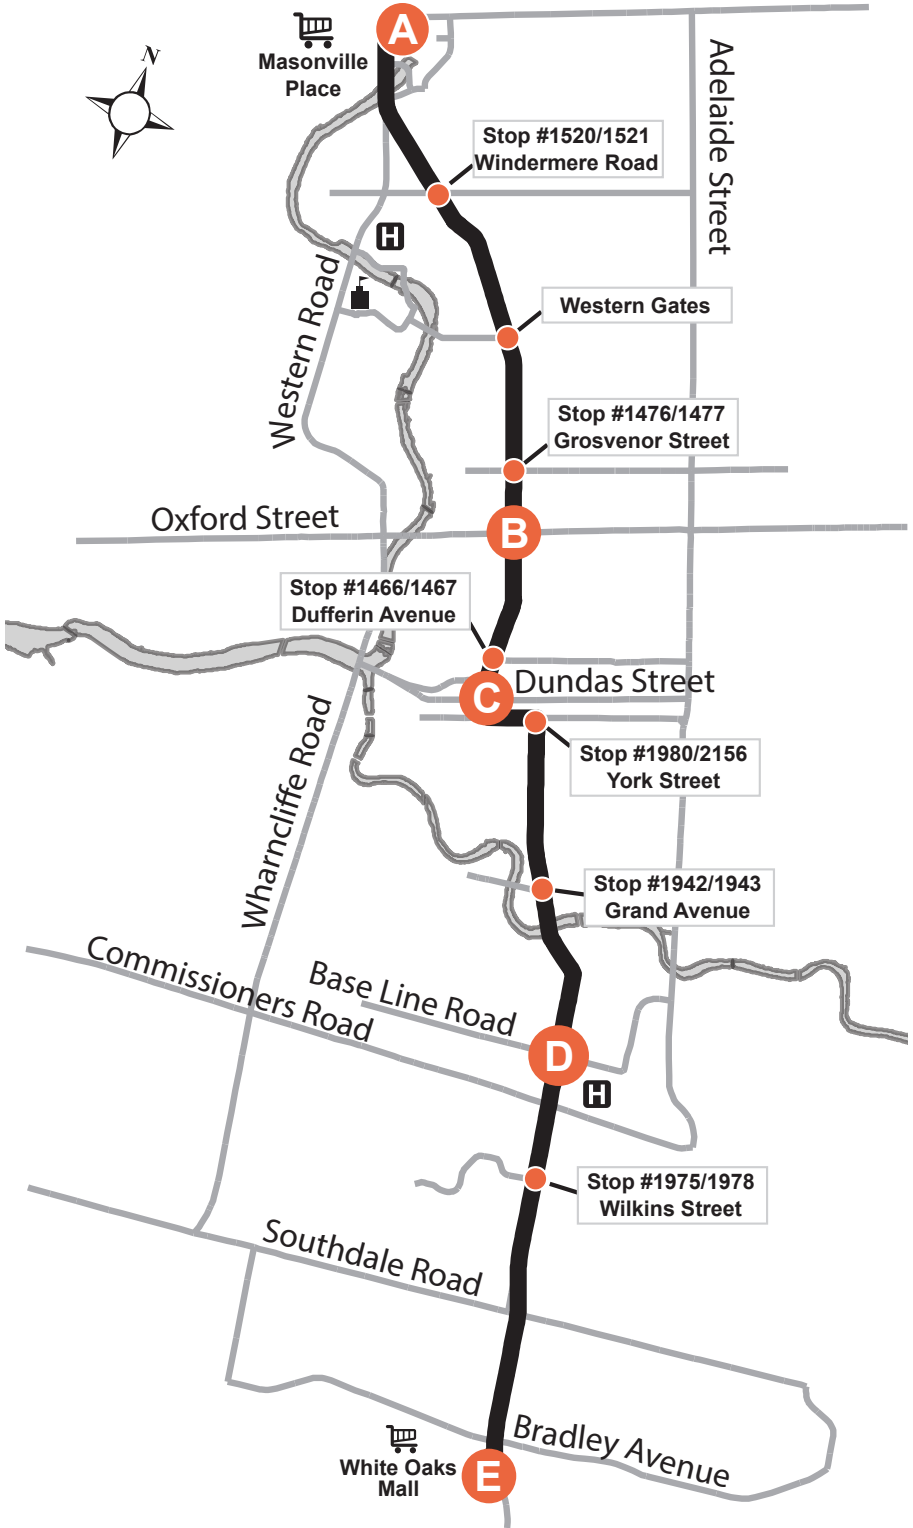 A
Masonville
Place
N
Adelaide Street
Stop #1520/1521
Windermere Road
H
Western Gates
Western Road
Stop #1476/1477
Grosvenor Street
Oxford Street
B
Stop #1466/1467
Dufferin Avenue
C
Dundas Street
Stop #1980/2156
York Street
Wharncliffe Road
Stop #1942/1943
Grand Avenue
Commissioners Road
Base Line Road
D
H
Stop #1975/1978
Wilkins Street
Southdale Road
Bradley Avenue
White Oaks
Mall
E